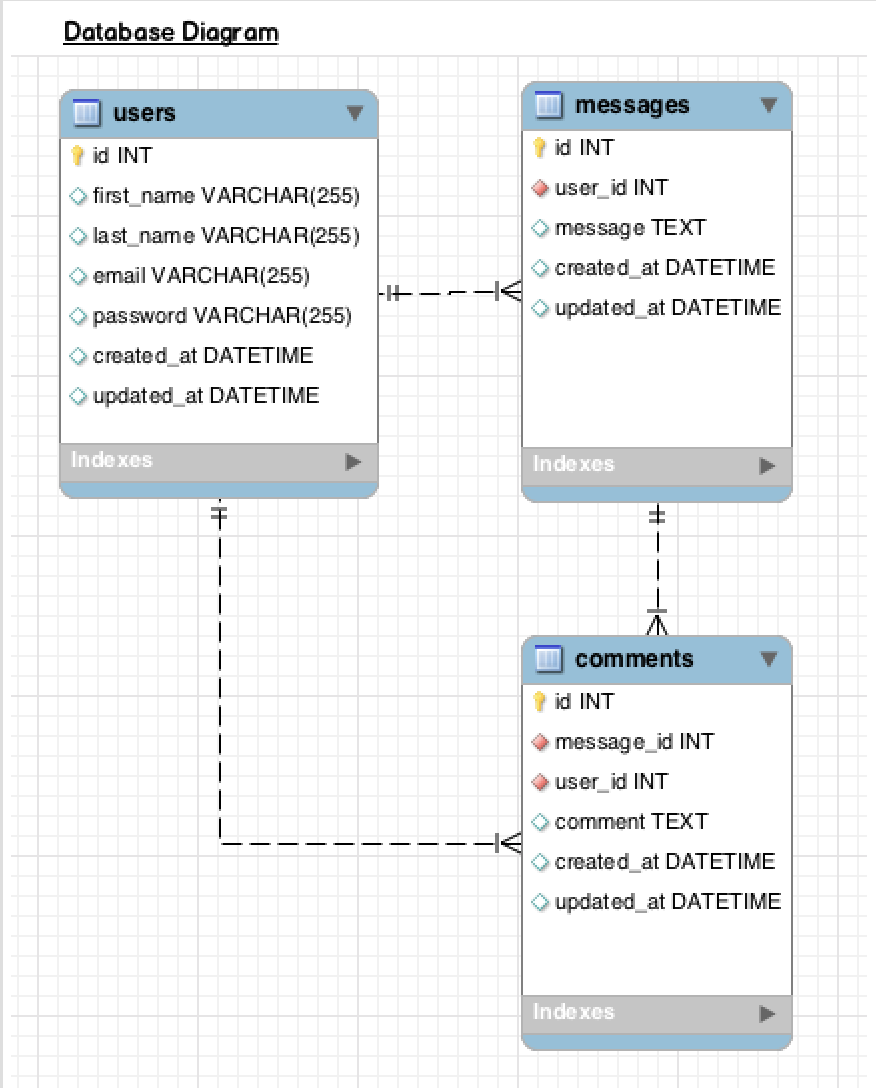 Database Diagram
users
id INT
first_name VARCHAR(255)
last_name VARCHAR(255)
email VARCHAR(255)
password VARCHAR(255)
created_at DATETIME
updated_at DATETIME
Indexes
messages
id INT
user_id INT
message TEXT
created_at DATETIME
updated_at DATETIME
Indexes
comments
id INT
message_id INT
user_id INT
comment TEXT
created_at DATETIME
updated_at DATETIME
Indexes